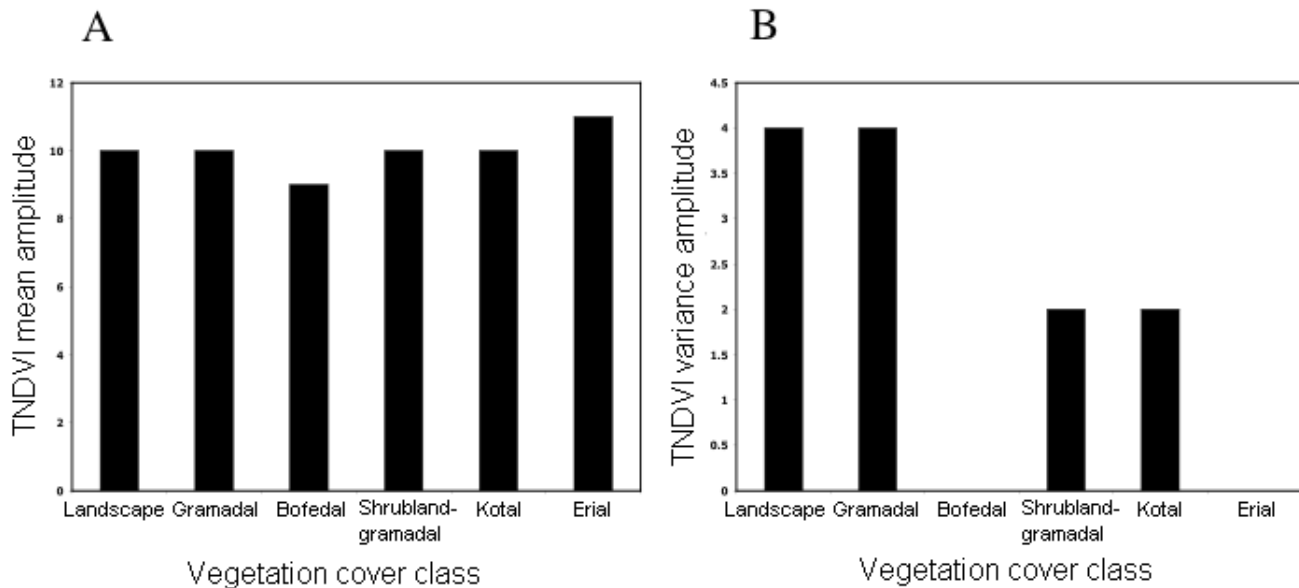 A
TNDVI mean amplitude
12
10
8
6
4
2
0
Landscape Gramadal Bofedal Shrubland- Kotal Erial
gramadal
Vegetation cover class
B
TNDVI variance amplitude
4.5
4
3.5
3
2.5
2
1.5
1
0.5
0
Landscape Gramadal Bofedal Shrubland- Kotal Erial
gramadal
Vegetation cover class